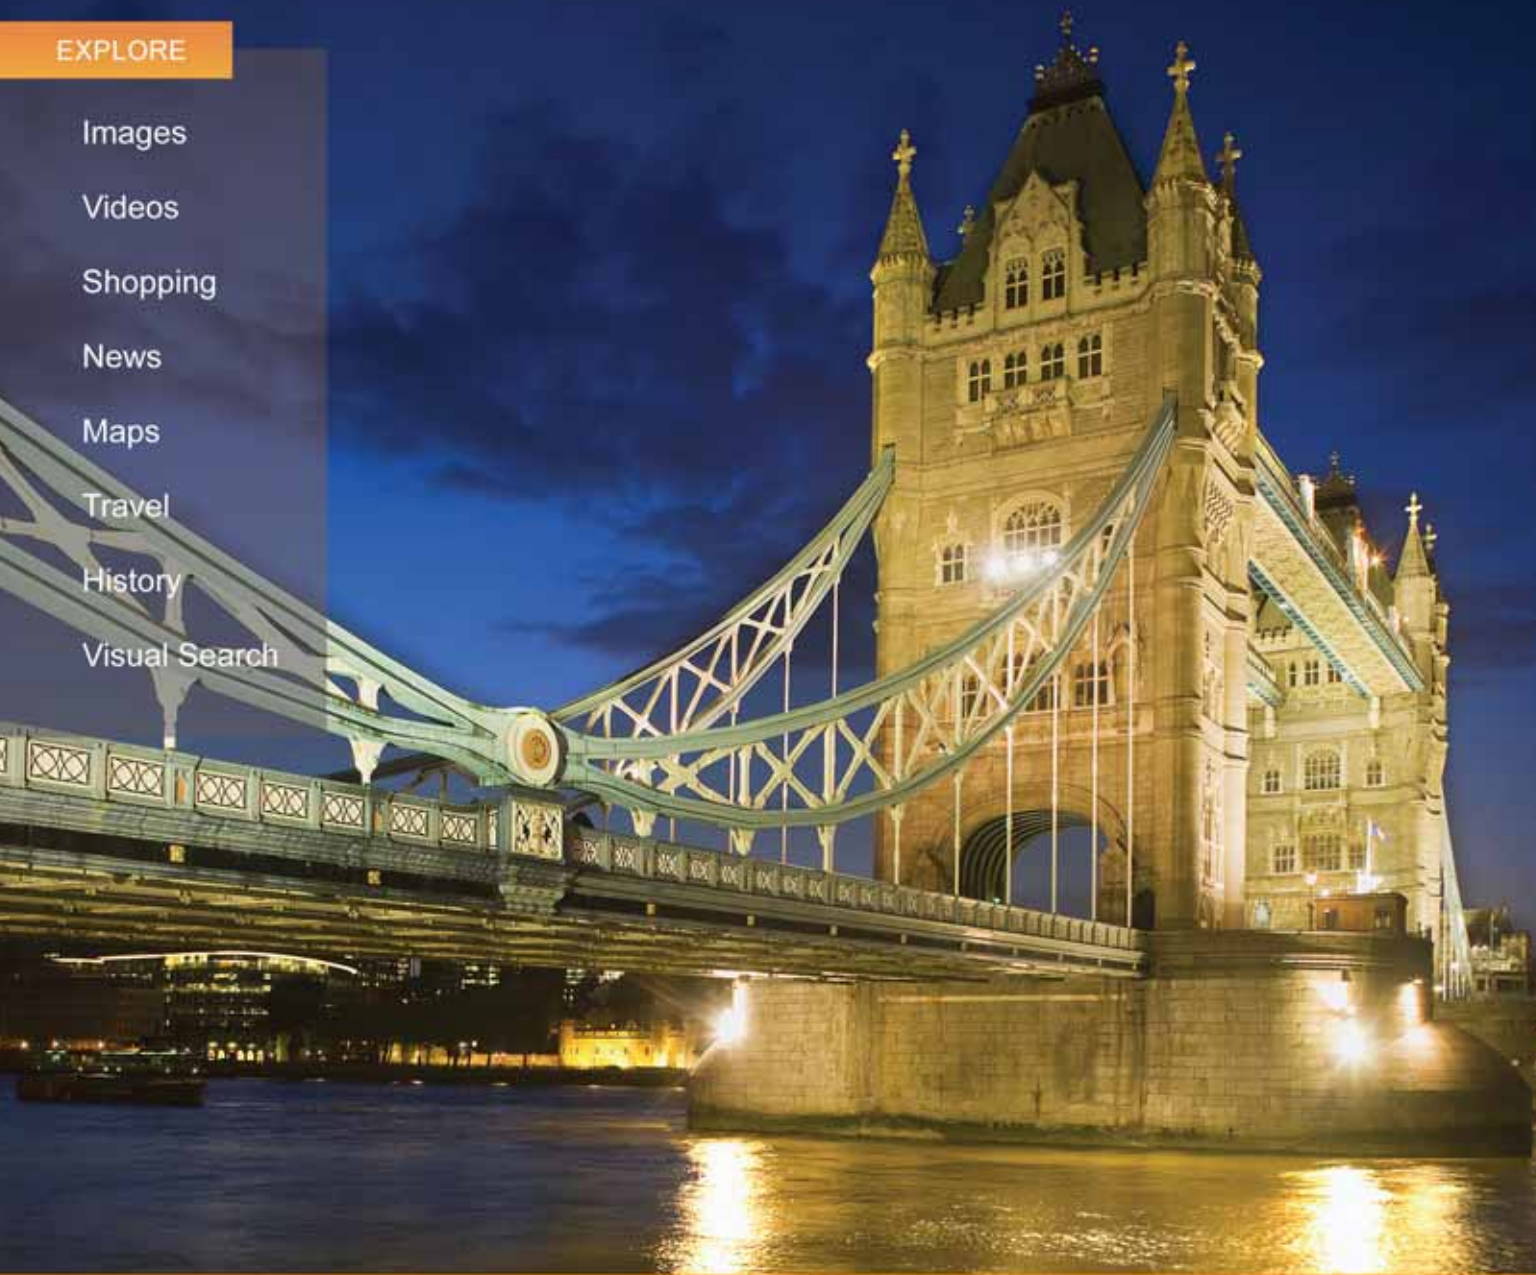 EXPLORE
Images
Videos
Shopping
News
Maps
Travel
History
Visual Search